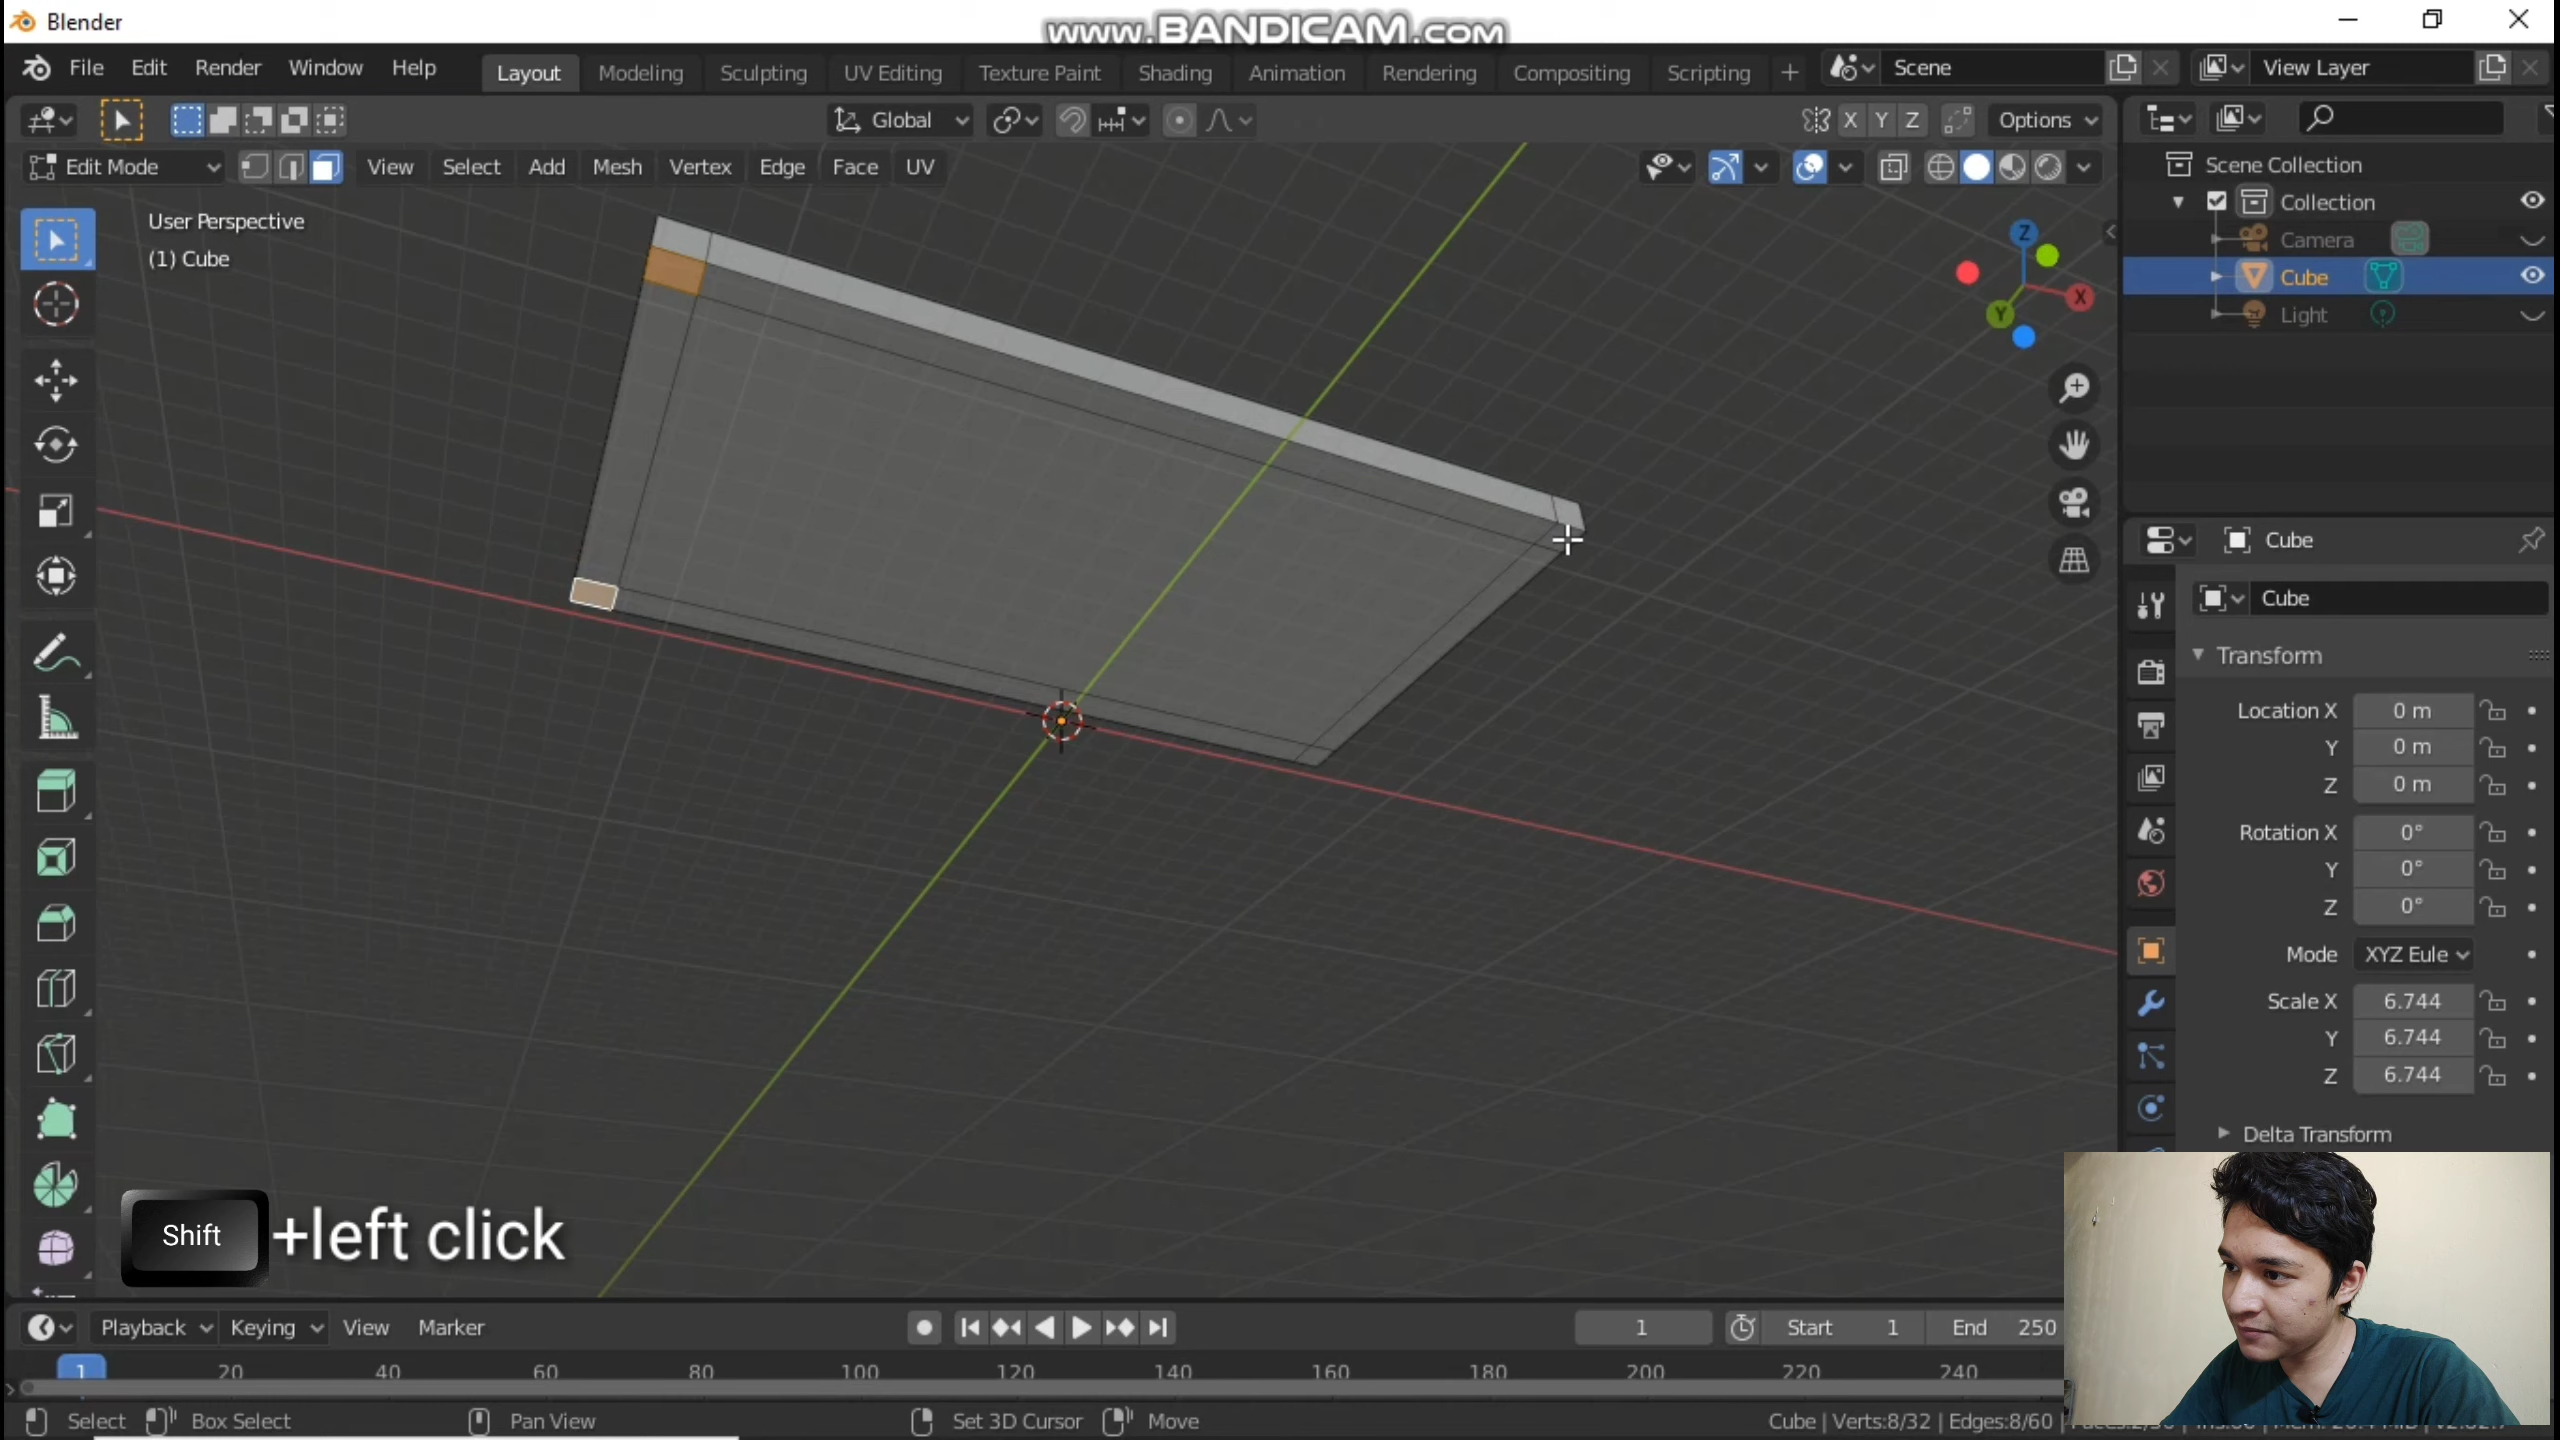 Blender
www.BANDICAM.com
File Edit Render Window Help Layout Modeling Sculpting UV Editing Texture Paint Shading Animation Rendering Compositing Scripting + Scene View Layer
Global X Y Z Options
Edit Mode View Select Add Mesh Vertex Edge Face UV
Scene Collection
Collection
Camera
Cube
Light
User Perspective
(1) Cube
Z
X
Y
Cube
Cube
Transform
Location X 0 m
Y 0 m
Z 0 m
Rotation X 0°
Y 0°
Z 0°
Mode XYZ Eule
Scale X 6.744
Y 6.744
Z 6.744
Delta Transform
Shift +left click
Playback Keying View Marker 1 Start 1 End 250
1 20 40 60 80 100 120 140 160 180 200 220 240
Select Box Select Pan View Set 3D Cursor Move Cube | Verts:8/32 | Edges:8/60 |